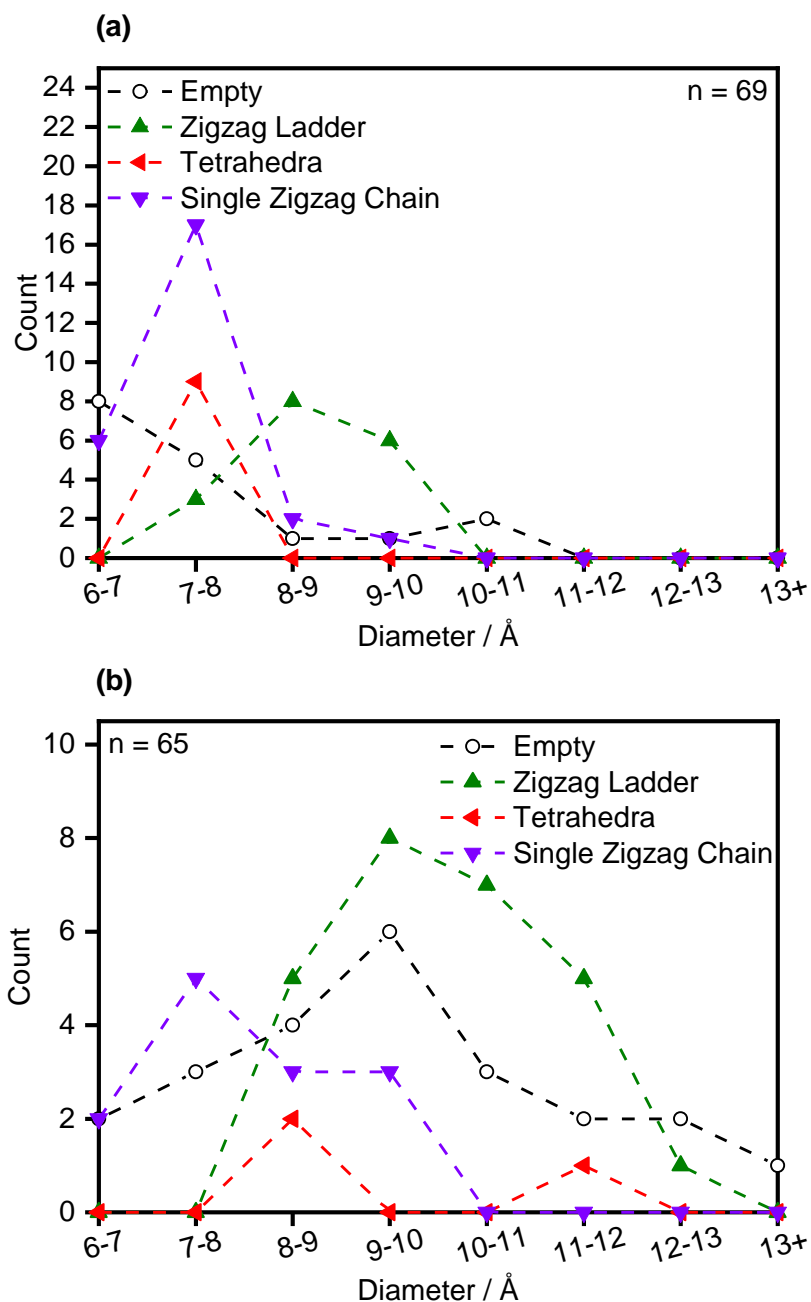 (a)
n = 69
Empty
Zigzag Ladder
Tetrahedra
Single Zigzag Chain
24
22
20
18
16
14
12
10
8
6
4
2
0
Count
6-7 7-8 8-9 9-10 10-11 11-12 12-13 13+
Diameter / Å
(b)
n = 65
Empty
Zigzag Ladder
Tetrahedra
Single Zigzag Chain
10
8
6
4
2
0
Count
6-7 7-8 8-9 9-10 10-11 11-12 12-13 13+
Diameter / Å